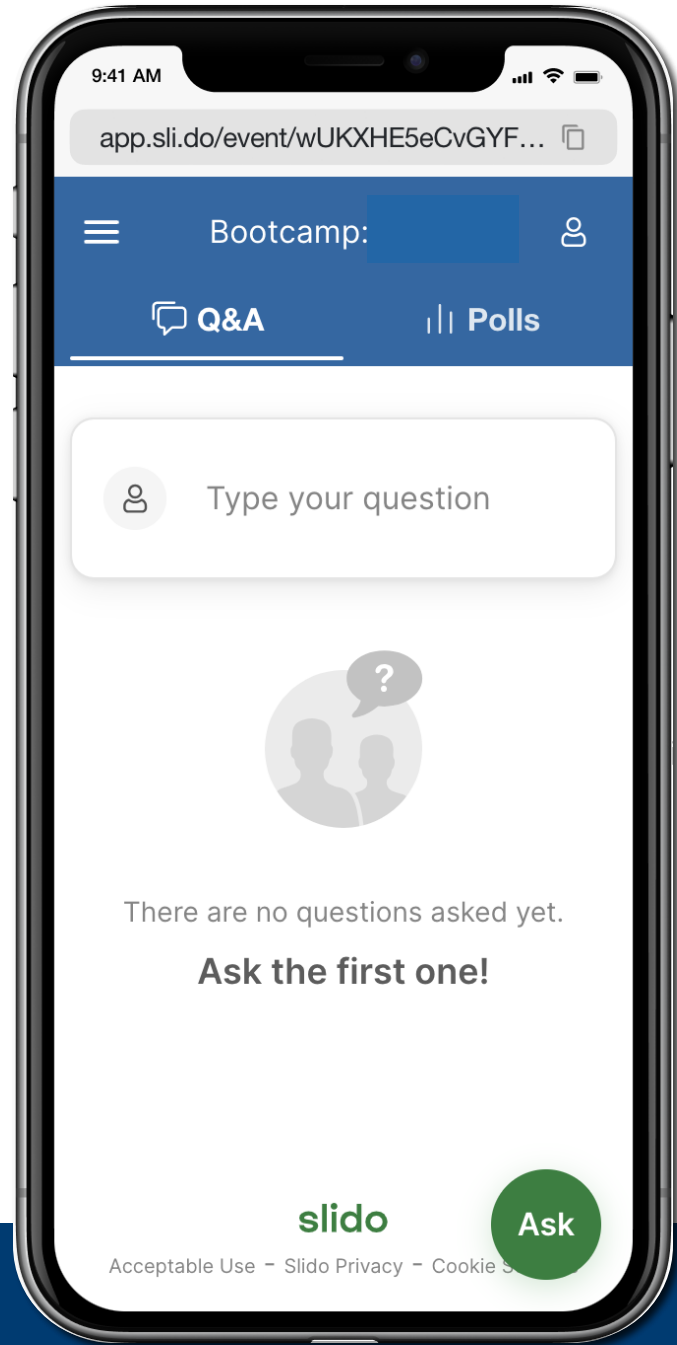 9:41 AM
app.sli.do/event/wUKXHE5eCvGYF...
Bootcamp:
Q&A
Polls
Type your question
?
There are no questions asked yet.
Ask the first one!
slido
Ask
Acceptable Use - Slido Privacy - Cookie